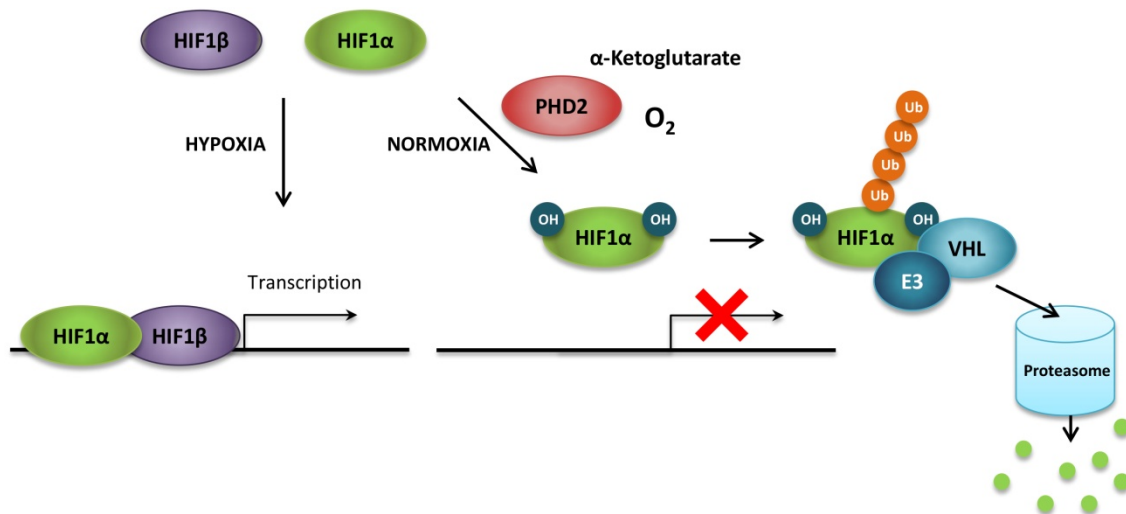 HIF1β
HIF1α
α-Ketoglutarate
PHD2
O₂
HYPOXIA
NORMOXIA
Ub
Ub
Ub
Ub
OH
HIF1α
OH
OH
HIF1α
OH
VHL
E3
Transcription
HIF1α
HIF1β
Proteasome